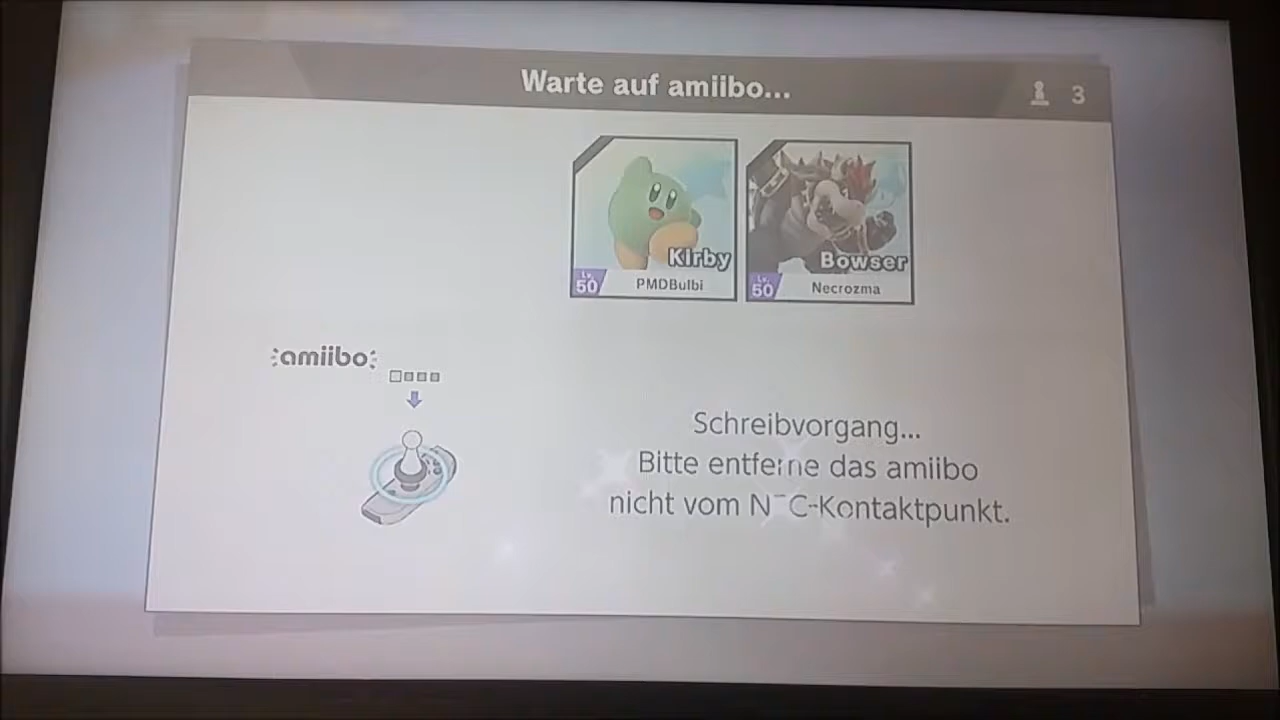 Warte auf amiibo...
3
Kirby
Lv. 50
PMDBulbi
Bowser
Lv. 50
Necrozma
amiibo
Schreibvorgang...
Bitte entferne das amiibo
nicht vom NFC-Kontaktpunkt.